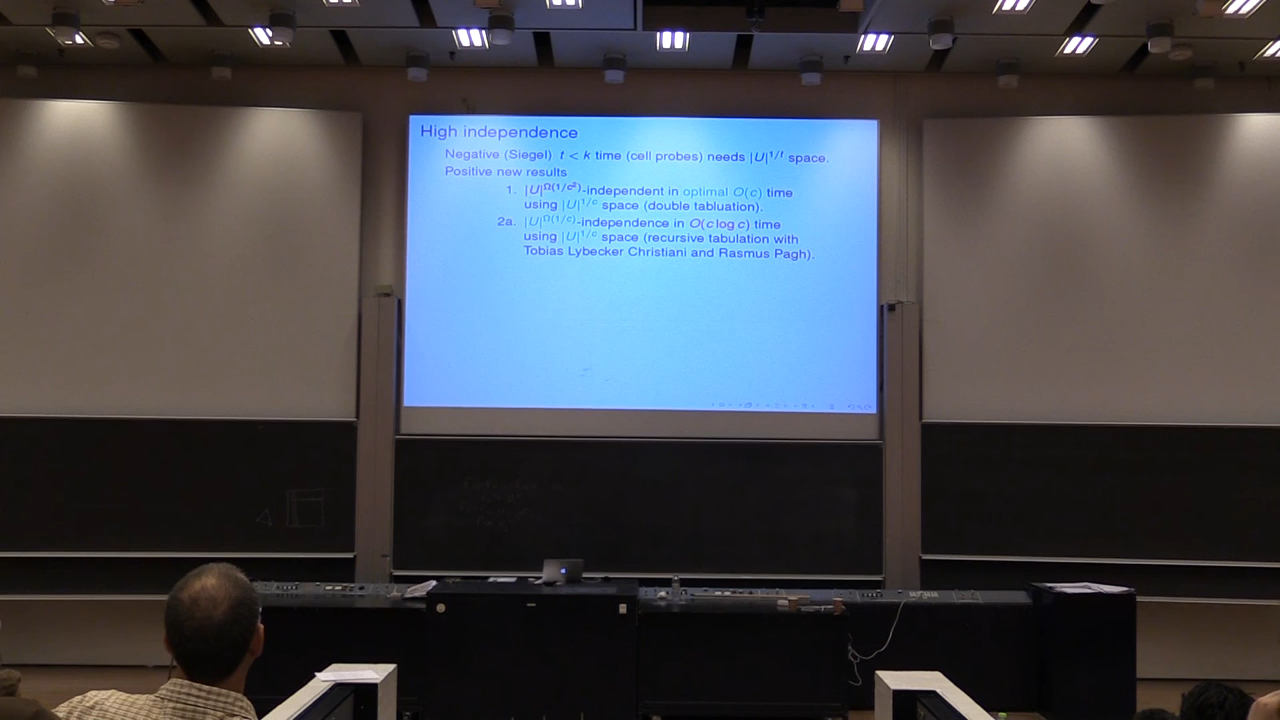 High independence
Negative (Siegel) t < k time (cell probes) needs |U|^{1/t} space.
Positive new results
1. |U|^{Ω(1/c²)}-independent in optimal O(c) time
using |U|^{1/c} space (double tabluation).
2a. |U|^{Ω(1/c)}-independence in O(c log c) time
using |U|^{1/c} space (recursive tabulation with
Tobias Lybecker Christiani and Rasmus Pagh).